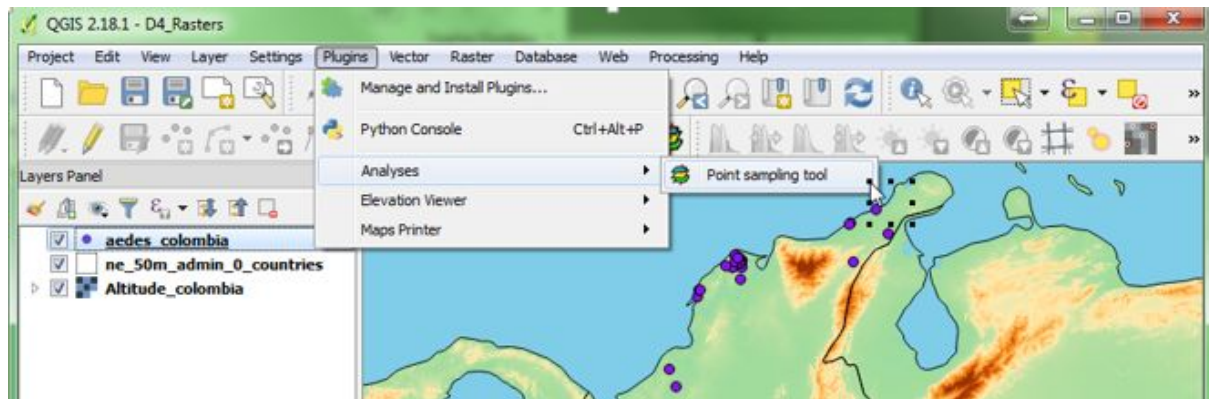 QGIS 2.18.1 - D4_Rasters
Project Edit View Layer Settings Plugins Vector Raster Database Web Processing Help
Manage and Install Plugins...
Python Console Ctrl+Alt+P
Layers Panel
Analyses
Point sampling tool
Elevation Viewer
Maps Printer
aedes_colombia
ne_50m_admin_0_countries
Altitude_colombia